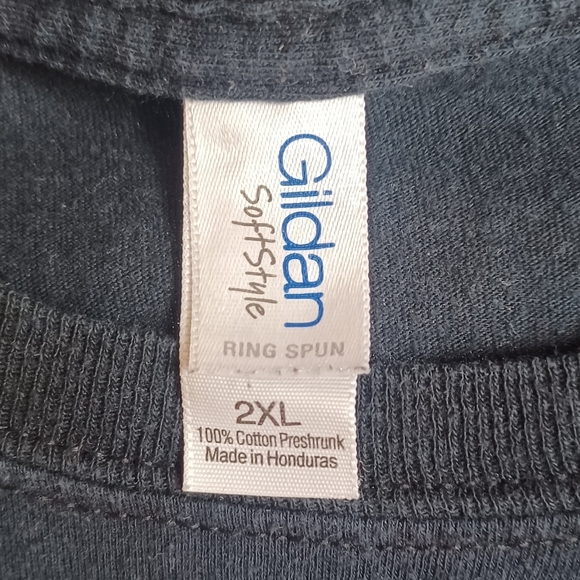 Gildan
SoftStyle
RING SPUN
2XL
100% Cotton Preshrunk
Made in Honduras